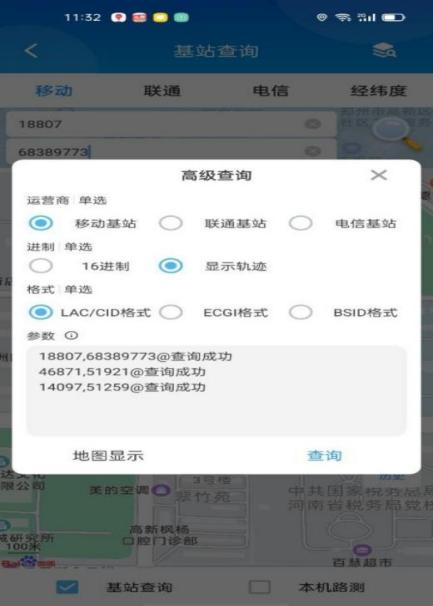 11:32
基站查询
移动 联通 电信 经纬度
18807
68389773
高级查询
运营商 单选
移动基站 联通基站 电信基站
进制 单选
16进制 显示轨迹
格式 单选
LAC/CID格式 ECGI格式 BSID格式
参数
18807,68389773@查询成功
46871,51921@查询成功
14097,51259@查询成功
地图显示 查询
限公司
美的空调
3号楼
翠竹苑
中共国家税务总局
河南省税务局党校
高新枫杨
口腔门诊部
100米
百慧超市
基站查询 本机路测